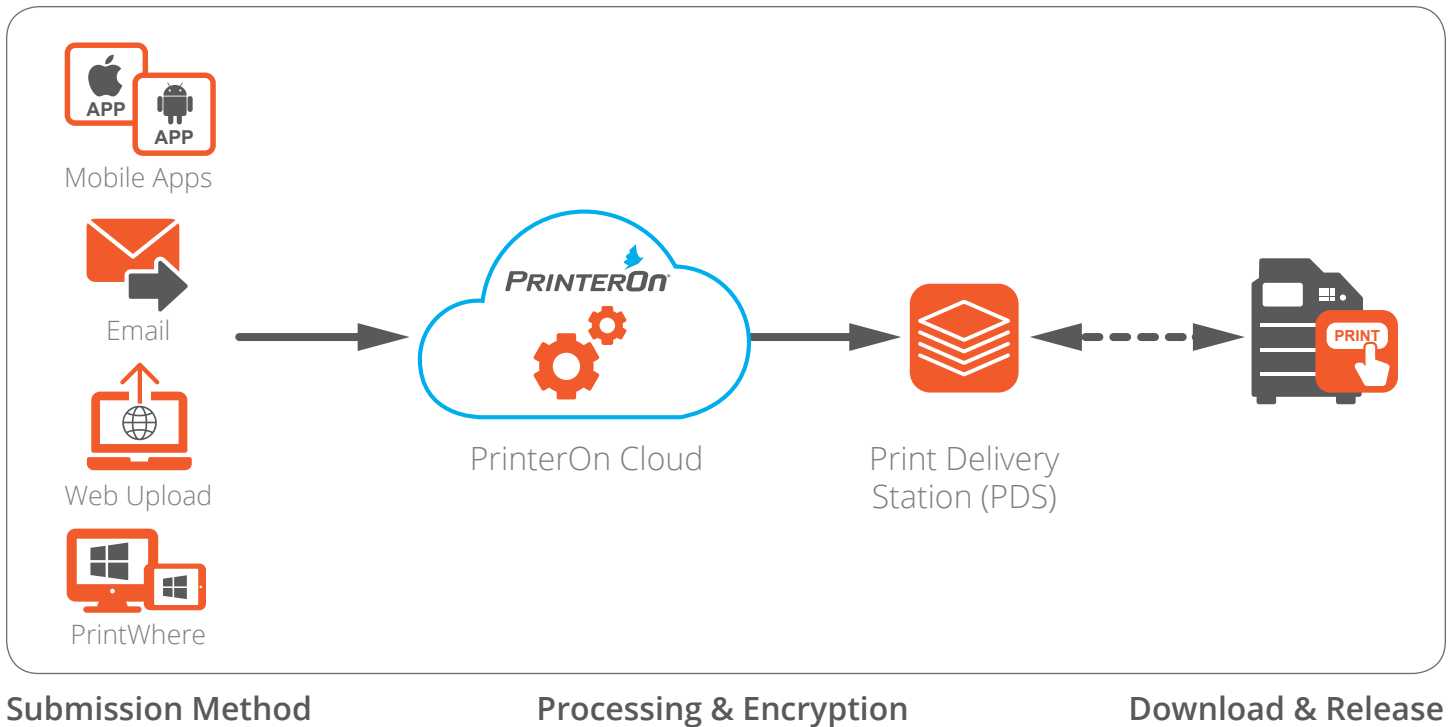 APP
APP
Mobile Apps
Email
Web Upload
PrintWhere
PRINTERON®
PrinterOn Cloud
Print Delivery
Station (PDS)
PRINT
Submission Method
Processing & Encryption
Download & Release